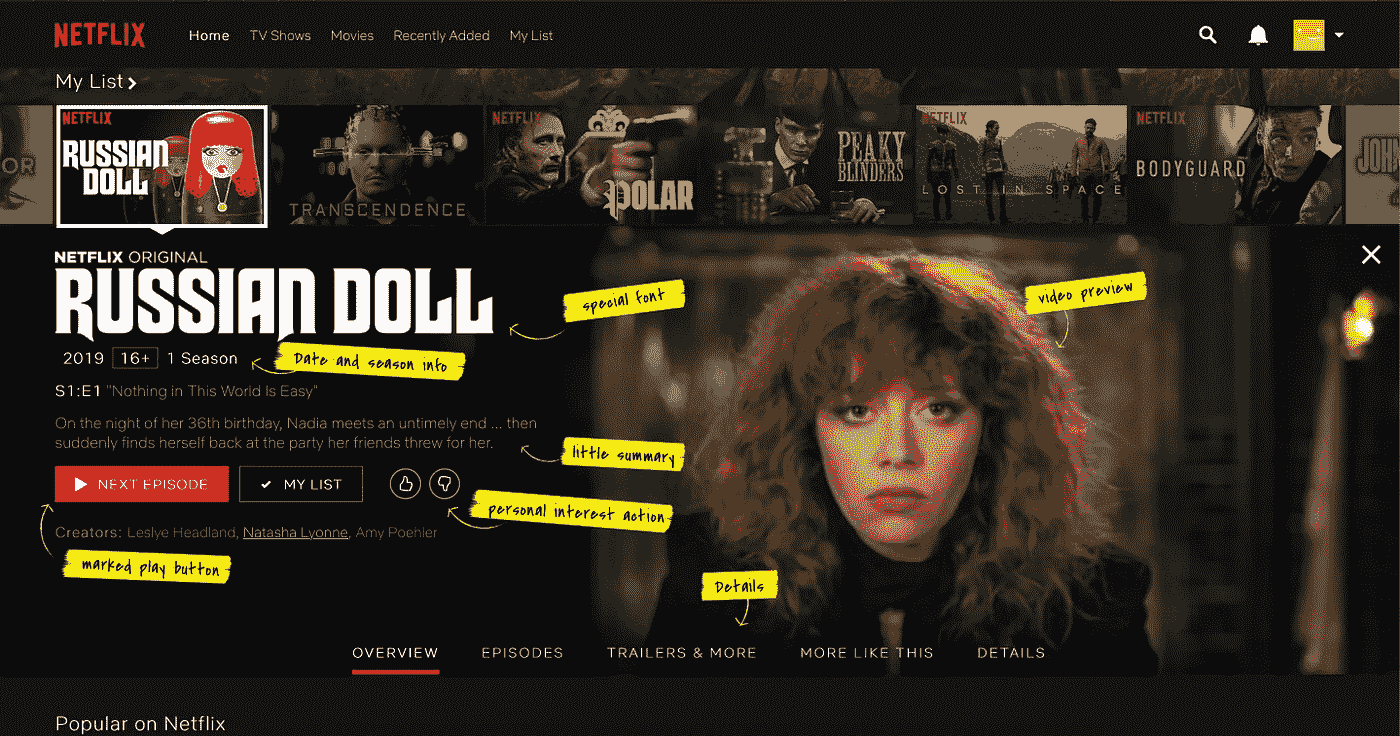 NETFLIX Home TV Shows Movies Recently Added My List
My List
OR
NETFLIX
RUSSIAN
DOLL
TRANSCENDENCE
NETFLIX
POLAR
PEAKY
BLINDERS
NETFLIX
LOST IN SPACE
NETFLIX
BODYGUARD
JOHN
NETFLIX ORIGINAL
RUSSIAN DOLL
special font
video preview
2019 16+ 1 Season
Date and season info
S1:E1 "Nothing in This World Is Easy"
On the night of her 36th birthday, Nadia meets an untimely end ... then
suddenly finds herself back at the party her friends threw for her.
little summary
NEXT EPISODE MY LIST
personal interest action
Creators: Leslye Headland, Natasha Lyonne, Amy Poehler
marked play button
Details
OVERVIEW EPISODES TRAILERS & MORE MORE LIKE THIS DETAILS
Popular on Netflix